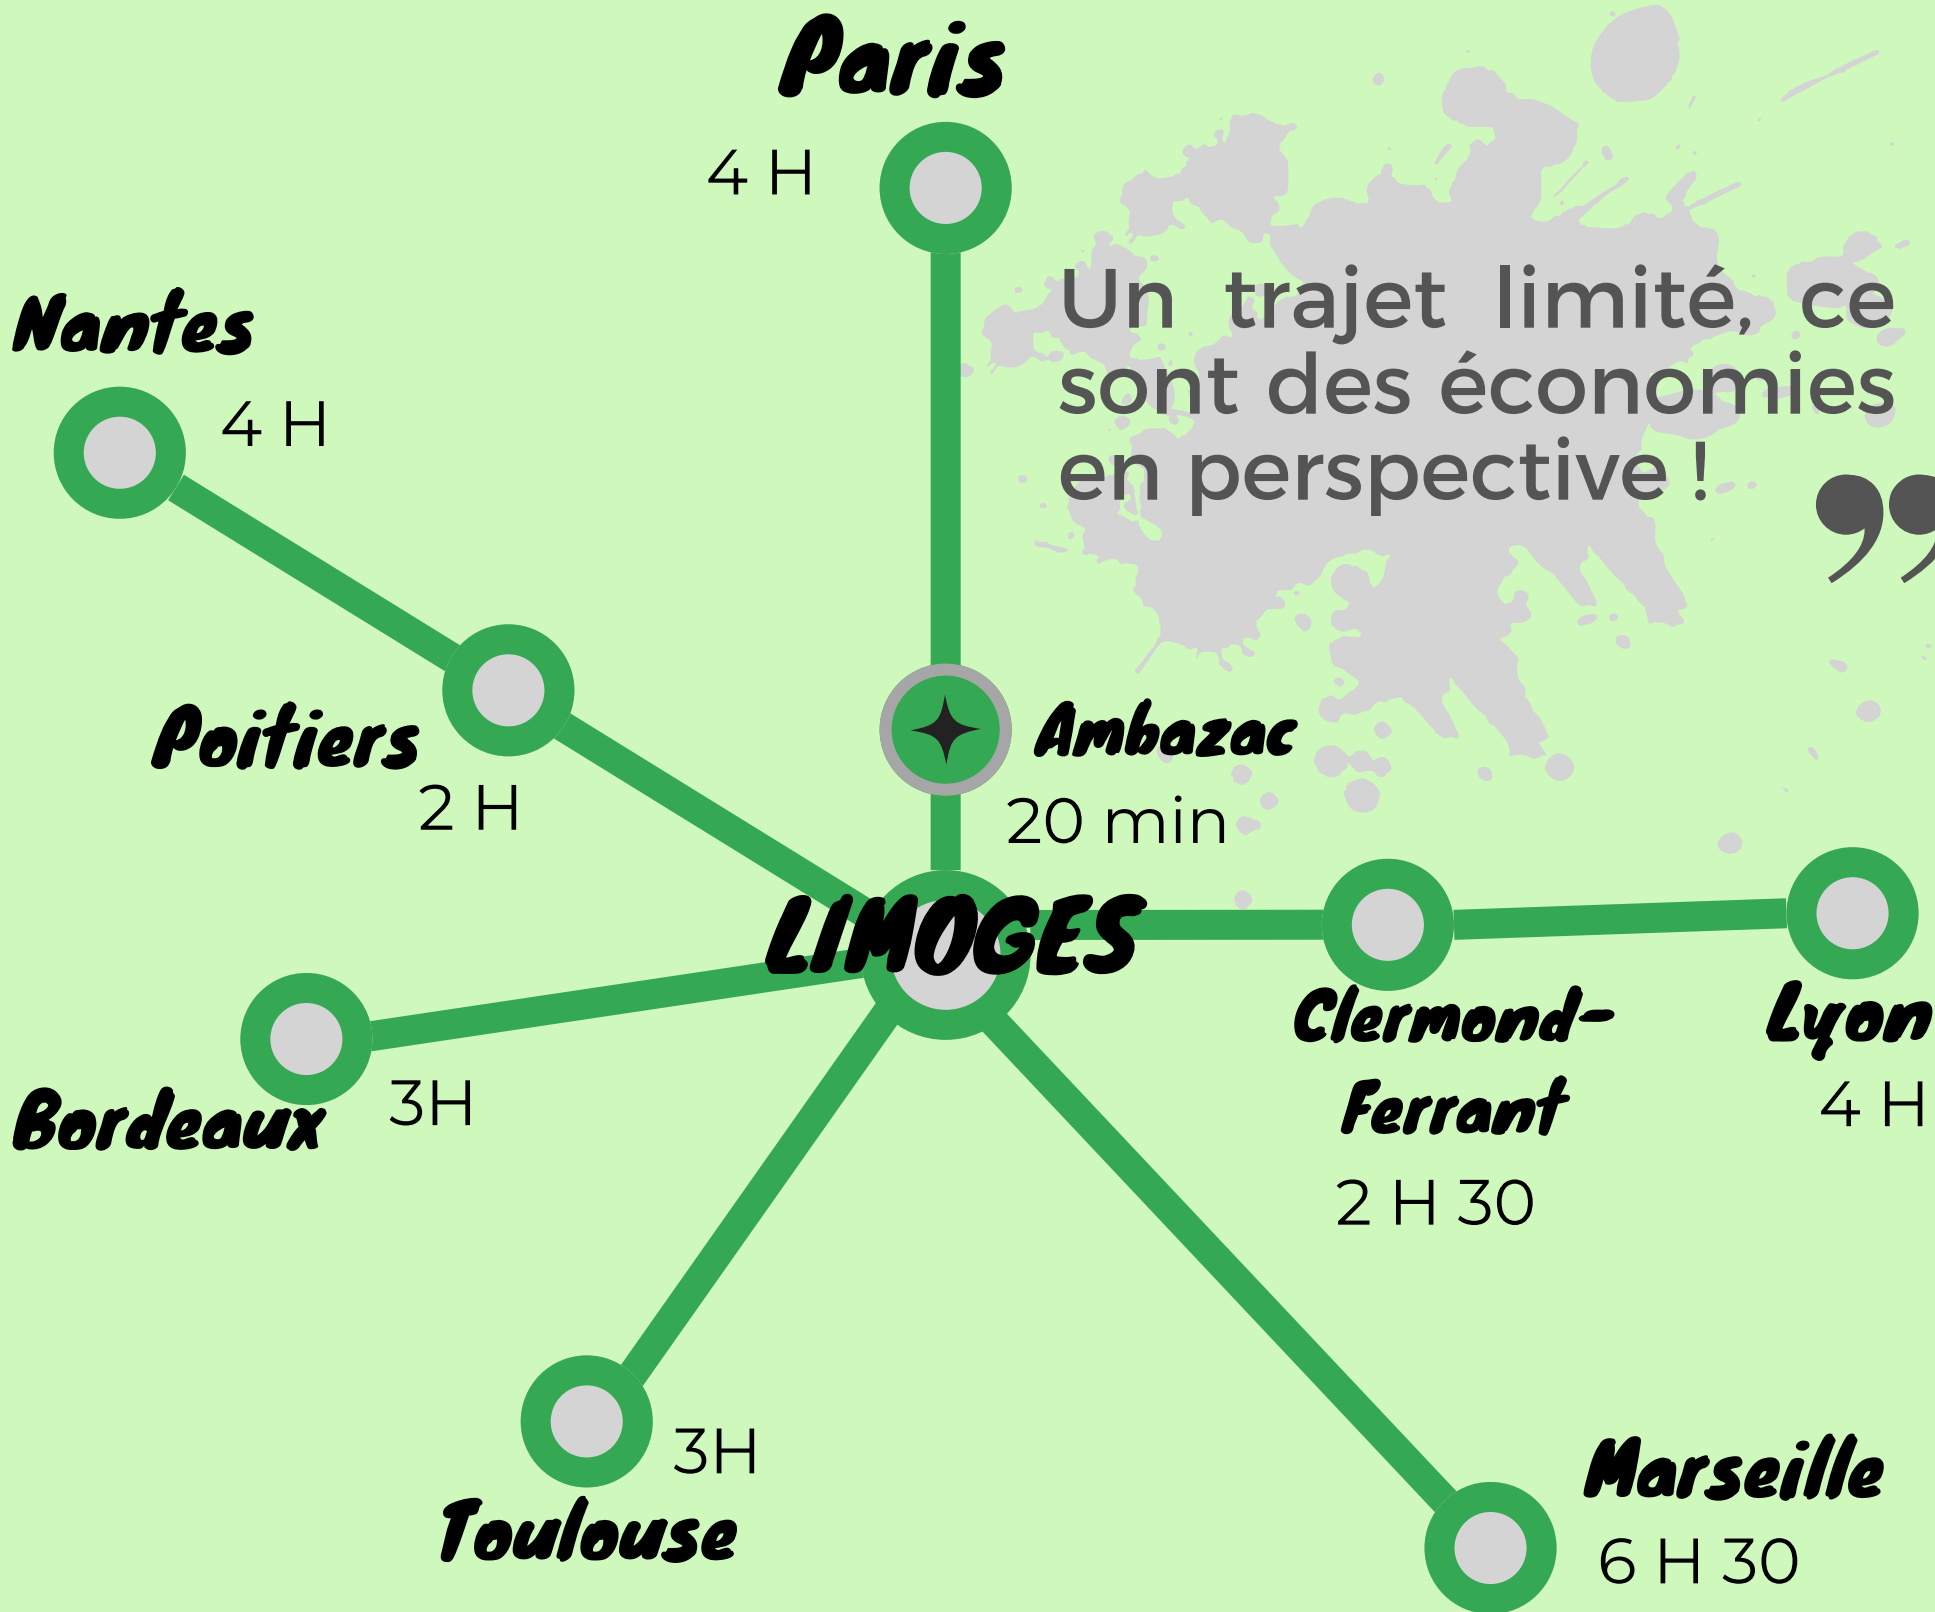 Paris
4 H
Un trajet limité, ce
sont des économies
en perspective !
”
Nantes
4 H
Poitiers
2 H
Ambazac
20 min
LIMOGES
Clermond-
Ferrant
2 H 30
Lyon
4 H
Bordeaux
3H
Toulouse
3H
Marseille
6 H 30